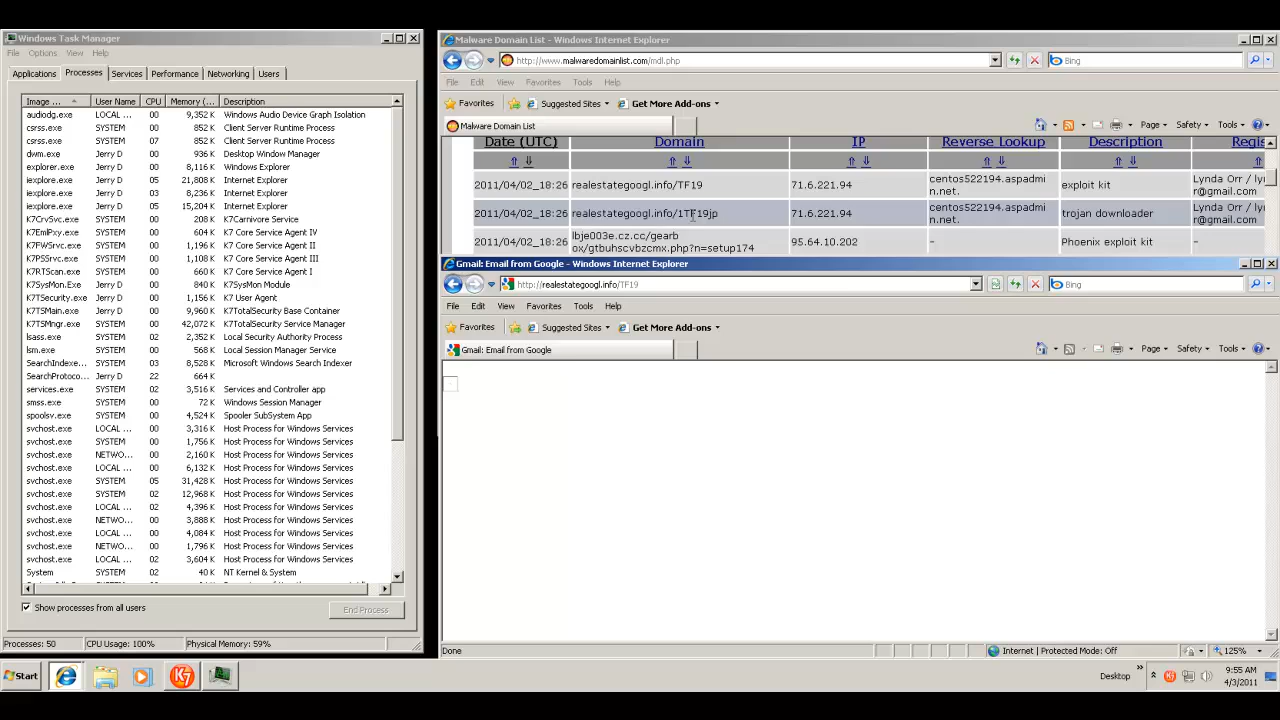 Windows Task Manager
File Options View Help
Applications Processes Services Performance Networking Users
Image ... User Name CPU Memory (... Description
audiodg.exe LOCAL ... 00 9,352 K Windows Audio Device Graph Isolation
csrss.exe SYSTEM 00 852 K Client Server Runtime Process
csrss.exe SYSTEM 07 852 K Client Server Runtime Process
dwm.exe Jerry D 00 936 K Desktop Window Manager
explorer.exe Jerry D 05 8,116 K Windows Explorer
iexplore.exe Jerry D 05 21,808 K Internet Explorer
iexplore.exe Jerry D 03 8,236 K Internet Explorer
iexplore.exe Jerry D 05 15,204 K Internet Explorer
K7CrvSvc.exe SYSTEM 00 208 K K7Carnivore Service
K7EmlPxy.exe SYSTEM 00 604 K K7 Core Service Agent IV
K7FWSrvc.exe SYSTEM 00 116 K K7 Core Service Agent II
K7PSSrvc.exe SYSTEM 00 258 K K7 Core Service Agent III
K7RTScan.exe SYSTEM 05 712 K K7 Core Service Agent I
K7SysMon.Exe Jerry D 00 840 K K7SysMon Module
K7TSecurity.exe Jerry D 00 1,156 K K7 User Agent
K7TSMain.exe Jerry D 00 9,960 K K7TotalSecurity Base Container
K7TSMngr.exe SYSTEM 03 42,072 K K7TotalSecurity Service Manager
lsass.exe SYSTEM 02 2,352 K Local Security Authority Process
lsm.exe SYSTEM 00 568 K Local Session Manager Service
SearchIndexe... SYSTEM 03 8,528 K Microsoft Windows Search Indexer
SearchProtoco... Jerry D 22 664 K
services.exe SYSTEM 02 3,516 K Services and Controller app
smss.exe SYSTEM 00 72 K Windows Session Manager
spoolsv.exe SYSTEM 02 4,524 K Spooler SubSystem App
svchost.exe LOCAL ... 00 3,316 K Host Process for Windows Services
svchost.exe SYSTEM 00 1,756 K Host Process for Windows Services
svchost.exe NETWO... 00 2,160 K Host Process for Windows Services
svchost.exe LOCAL ... 00 6,132 K Host Process for Windows Services
svchost.exe SYSTEM 05 31,428 K Host Process for Windows Services
svchost.exe SYSTEM 02 12,968 K Host Process for Windows Services
svchost.exe LOCAL ... 02 4,396 K Host Process for Windows Services
svchost.exe NETWO... 00 3,888 K Host Process for Windows Services
svchost.exe LOCAL ... 00 4,084 K Host Process for Windows Services
svchost.exe NETWO... 00 1,796 K Host Process for Windows Services
svchost.exe LOCAL ... 02 3,604 K Host Process for Windows Services
System SYSTEM 02 40 K NT Kernel & System
Show processes from all users End Process
Processes: 50 CPU Usage: 100% Physical Memory: 59%
Malware Domain List - Windows Internet Explorer
http://www.malwaredomainlist.com/mdl.php Bing
File Edit View Favorites Tools Help
Favorites Suggested Sites Get More Add-ons
Malware Domain List Page Safety Tools
Date (UTC) Domain IP Reverse Lookup Description Regis
2011/04/02_18:26 realestategoogl.info/TF19 71.6.221.94 centos522194.aspadmi
n.net. exploit kit Lynda Orr / lyr
r@gmail.com
2011/04/02_18:26 realestategoogl.info/1TF19jp 71.6.221.94 centos522194.aspadmi
n.net. trojan downloader Lynda Orr / lyr
r@gmail.com
2011/04/02_18:26 lbje003e.cz.cc/gearb
ox/gtbuhscvbzcmx.php?n=setup174 95.64.10.202 - Phoenix exploit kit -
Gmail: Email from Google - Windows Internet Explorer
http://realestategoogl.info/TF19 Bing
File Edit View Favorites Tools Help
Favorites Suggested Sites Get More Add-ons
Gmail: Email from Google Page Safety Tools
Done Internet | Protected Mode: Off 125%
Start K7 Desktop 9:55 AM
4/3/2011